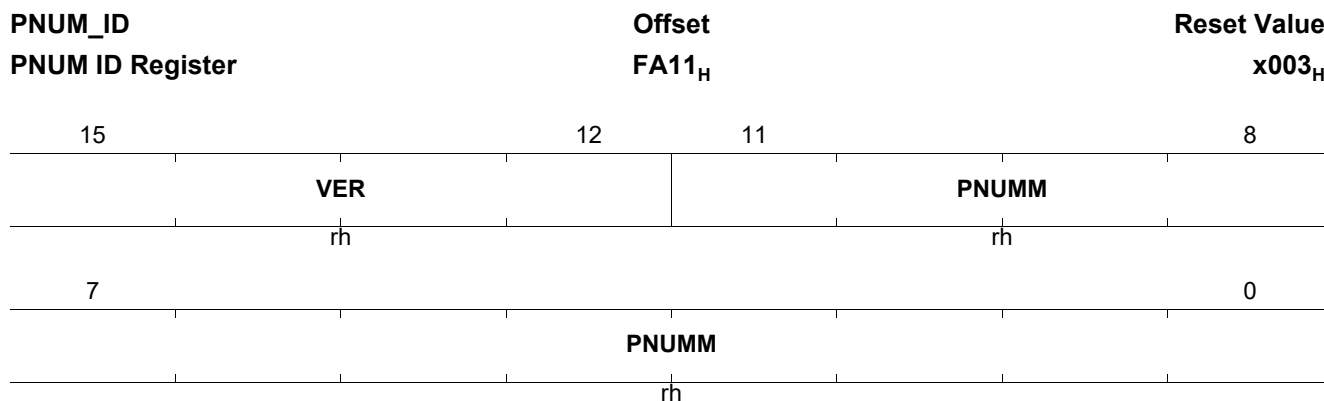 PNUM_ID Offset Reset Value
PNUM ID Register FA11H x003H
15 12 11 8
VER PNUMM
rh rh
7 0
PNUMM
rh